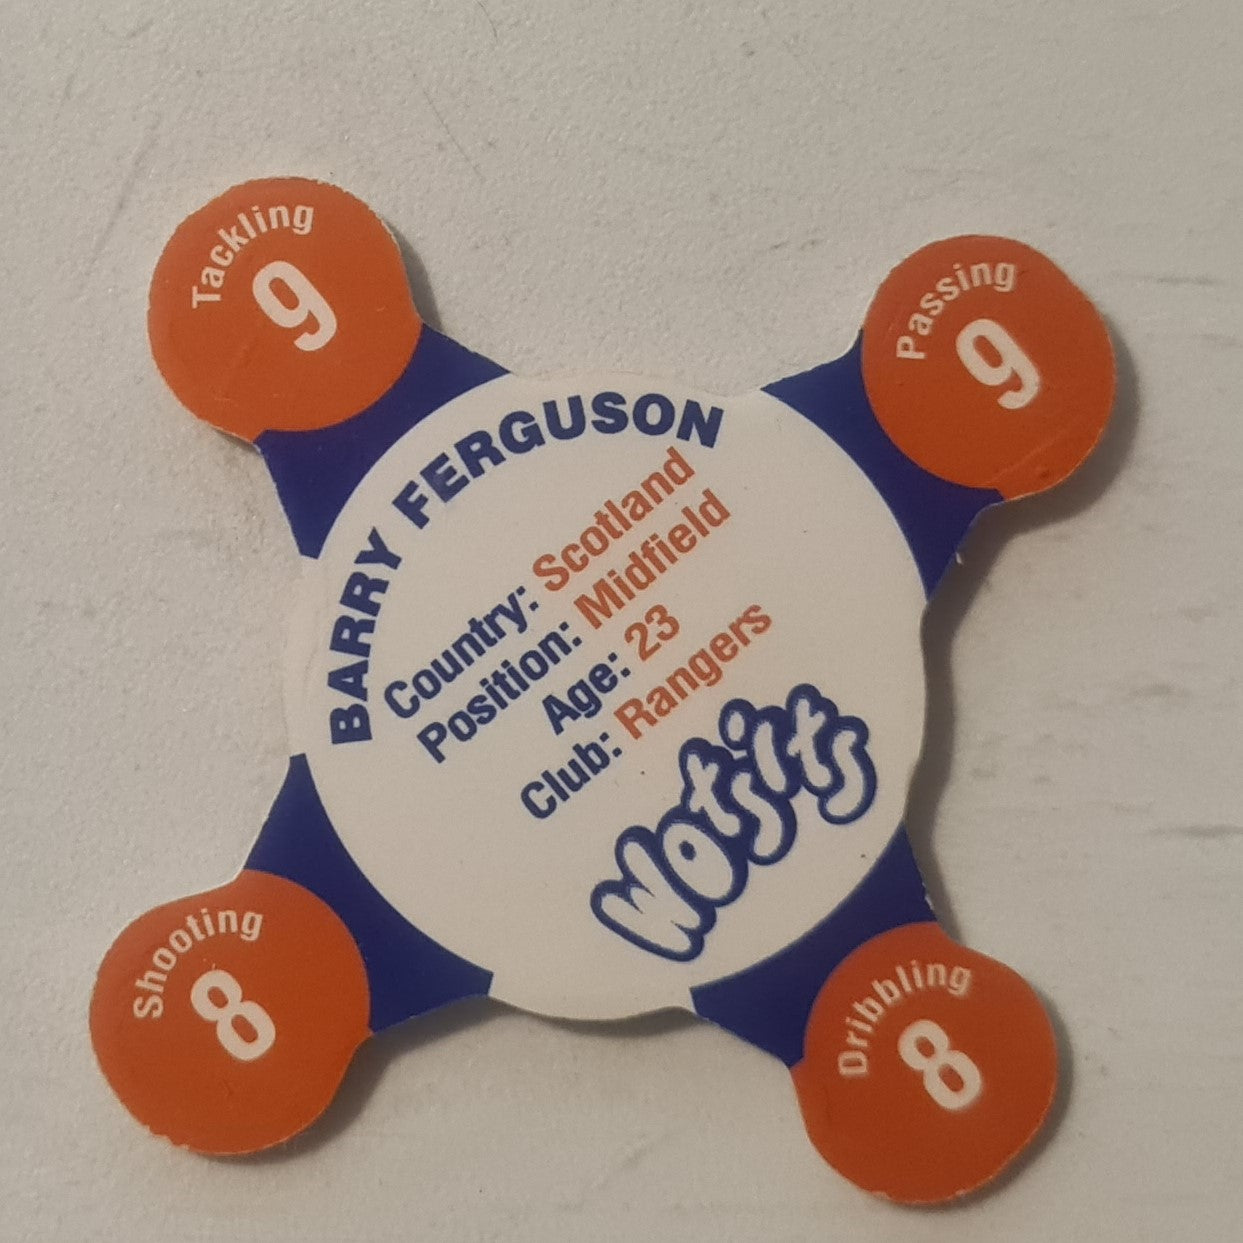 Tackling
9
Passing
9
BARRY FERGUSON
Country: Scotland
Position: Midfield
Age: 23
Club: Rangers
Wotsits
Shooting
8
Dribbling
8